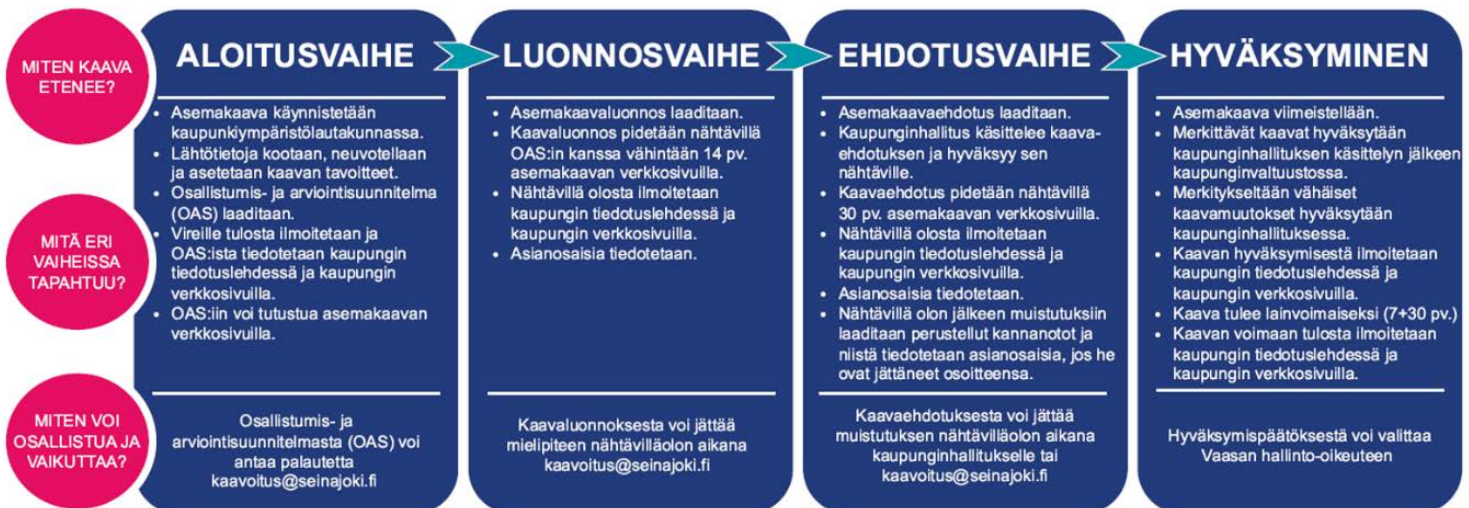 MITEN KAAVA
ETENEE?
MITÄ ERI
VAIHEISSA
TAPAHTUU?
MITEN VOI
OSALLISTUA JA
VAIKUTTAA?
ALOITUSVAIHE
• Asemakaava käynnistetään
kaupunkiympäristölautakunnassa.
• Lähtötietoja kootaan, neuvotellaan
ja asetetaan kaavan tavoitteet.
• Osallistumis- ja arviointisuunnitelma
(OAS) laaditaan.
• Vireille tulosta ilmoitetaan ja
OAS:ista tiedotetaan kaupungin
tiedotuslehdessä ja kaupungin
verkkosivuilla.
• OAS:iin voi tutustua asemakaavan
verkkosivuilla.
Osallistumis- ja
arviointisuunnitelmasta (OAS) voi
antaa palautetta
kaavoitus@seinajoki.fi
LUONNOSVAIHE
• Asemakaavaluonnos laaditaan.
• Kaavaluonnos pidetään nähtävillä
OAS:in kanssa vähintään 14 pv.
asemakaavan verkkosivuilla.
• Nähtävillä olosta ilmoitetaan
kaupungin tiedotuslehdessä ja
kaupungin verkkosivuilla.
• Asianosaisia tiedotetaan.
Kaavaluonnoksesta voi jättää
mielipiteen nähtävilläolon aikana
kaavoitus@seinajoki.fi
EHDOTUSVAIHE
• Asemakaavaehdotus laaditaan.
• Kaupunginhallitus käsittelee kaava-
ehdotuksen ja hyväksyy sen
nähtäville.
• Kaavaehdotus pidetään nähtävillä
30 pv. asemakaavan verkkosivuilla.
• Nähtävillä olosta ilmoitetaan
kaupungin tiedotuslehdessä ja
kaupungin verkkosivuilla.
• Asianosaisia tiedotetaan.
• Nähtävillä olon jälkeen muistutuksiin
laaditaan perustellut kannanotot ja
niistä tiedotetaan asianosaisia, jos he
ovat jättäneet osoitteensa.
Kaavaehdotuksesta voi jättää
muistutuksen nähtävilläolon aikana
kaupunginhallitukselle tai
kaavoitus@seinajoki.fi
HYVÄKSYMINEN
• Asemakaava viimeistellään.
• Merkittävät kaavat hyväksytään
kaupunginhallituksen käsittelyn jälkeen
kaupunginvaltuustossa.
• Merkitykseltään vähäiset
kaavamuutokset hyväksytään
kaupunginhallituksessa.
• Kaavan hyväksymisestä ilmoitetaan
kaupungin tiedotuslehdessä ja
kaupungin verkkosivuilla.
• Kaava tulee lainvoimaiseksi (7+30 pv.)
• Kaavan voimaan tulosta ilmoitetaan
kaupungin tiedotuslehdessä ja
kaupungin verkkosivuilla.
Hyväksymispäätöksestä voi valittaa
Vaasan hallinto-oikeuteen